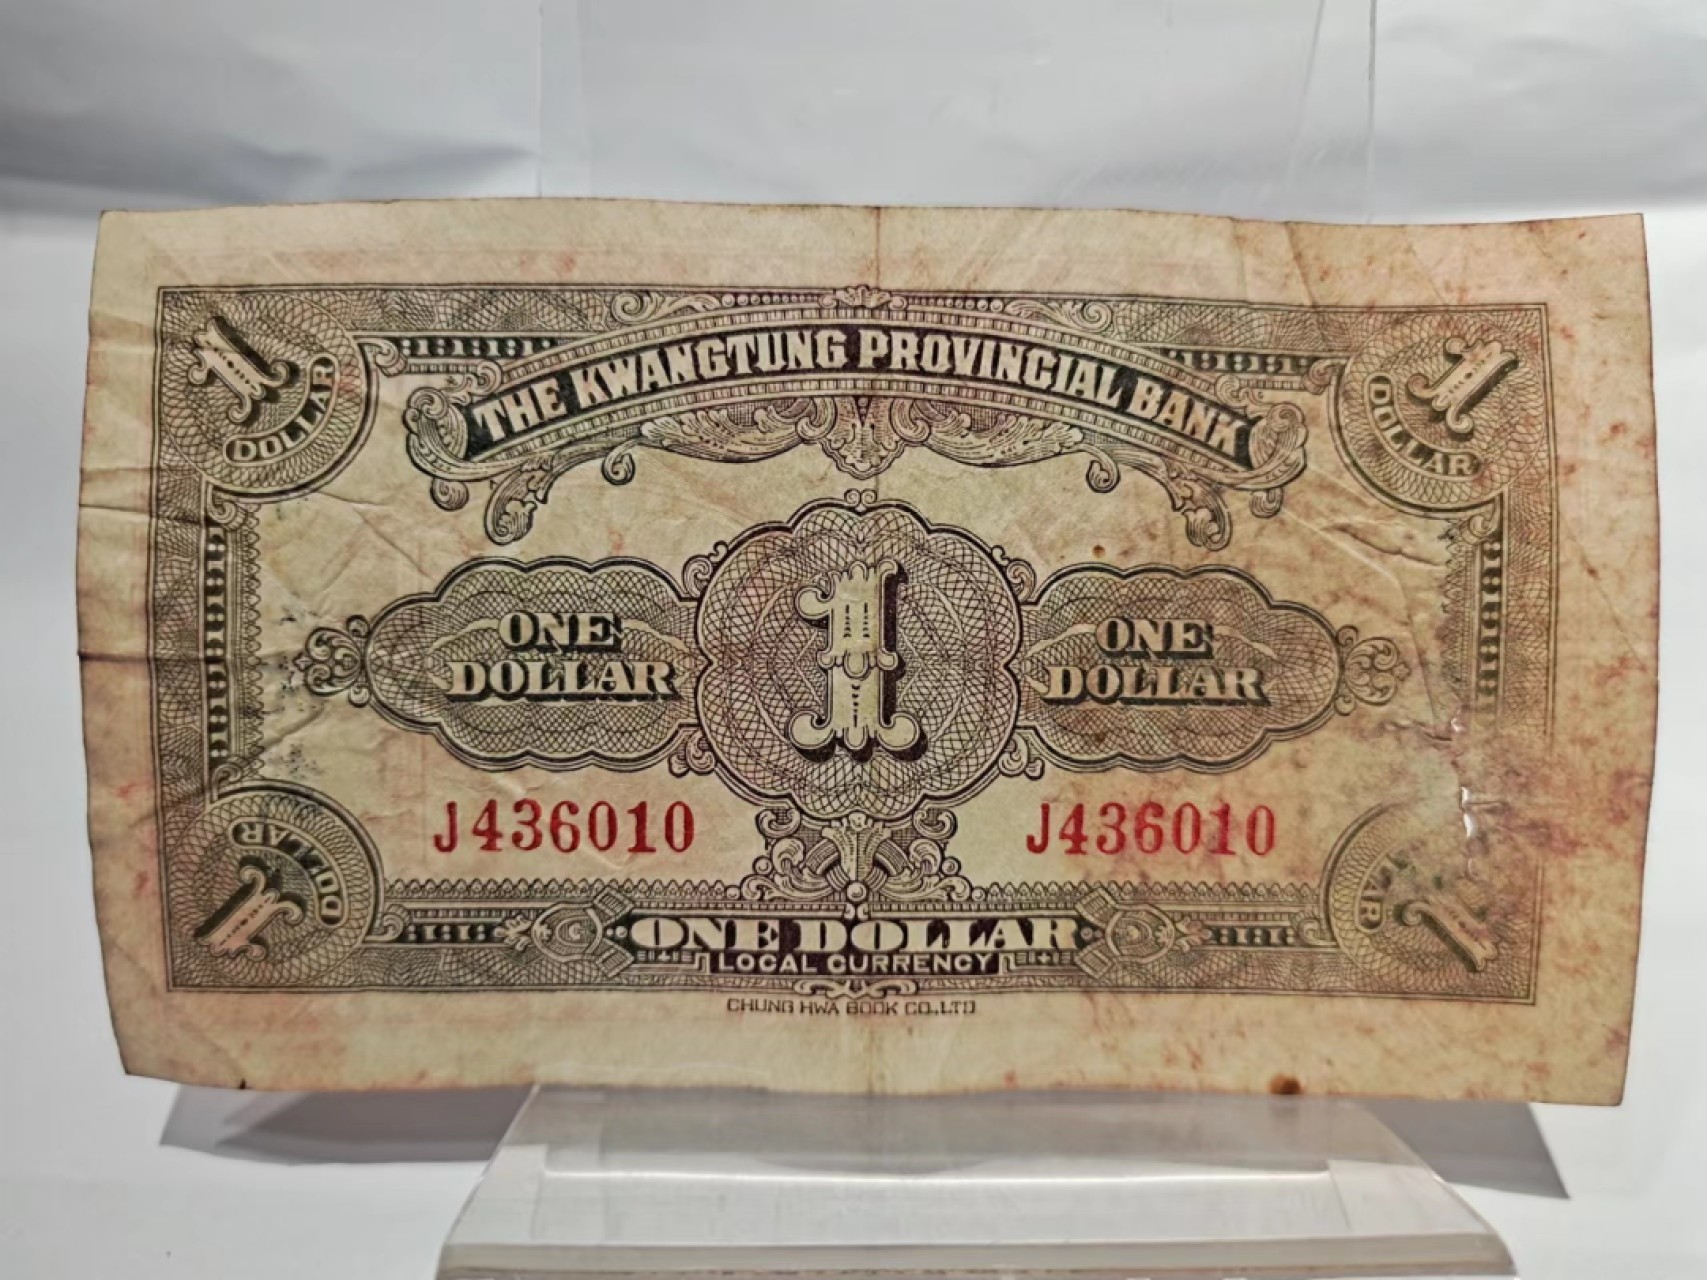 THE KWANGTUNG PROVINCIAL BANK
1 DOLLAR
1 DOLLAR
ONE DOLLAR
1
ONE DOLLAR
J436010
J436010
1 DOLLAR
1
ONE DOLLAR
LOCAL CURRENCY
CHUNG HWA BOOK CO.,LTD